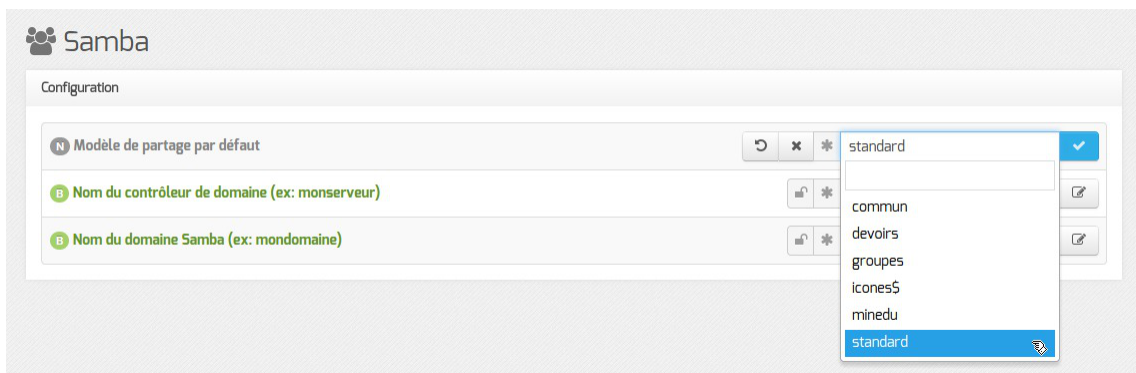 Samba
Configuration
N Modèle de partage par défaut
standard
B Nom du contrôleur de domaine (ex: monserveur)
B Nom du domaine Samba (ex: mondomaine)
commun
devoirs
groupes
icones$
minedu
standard